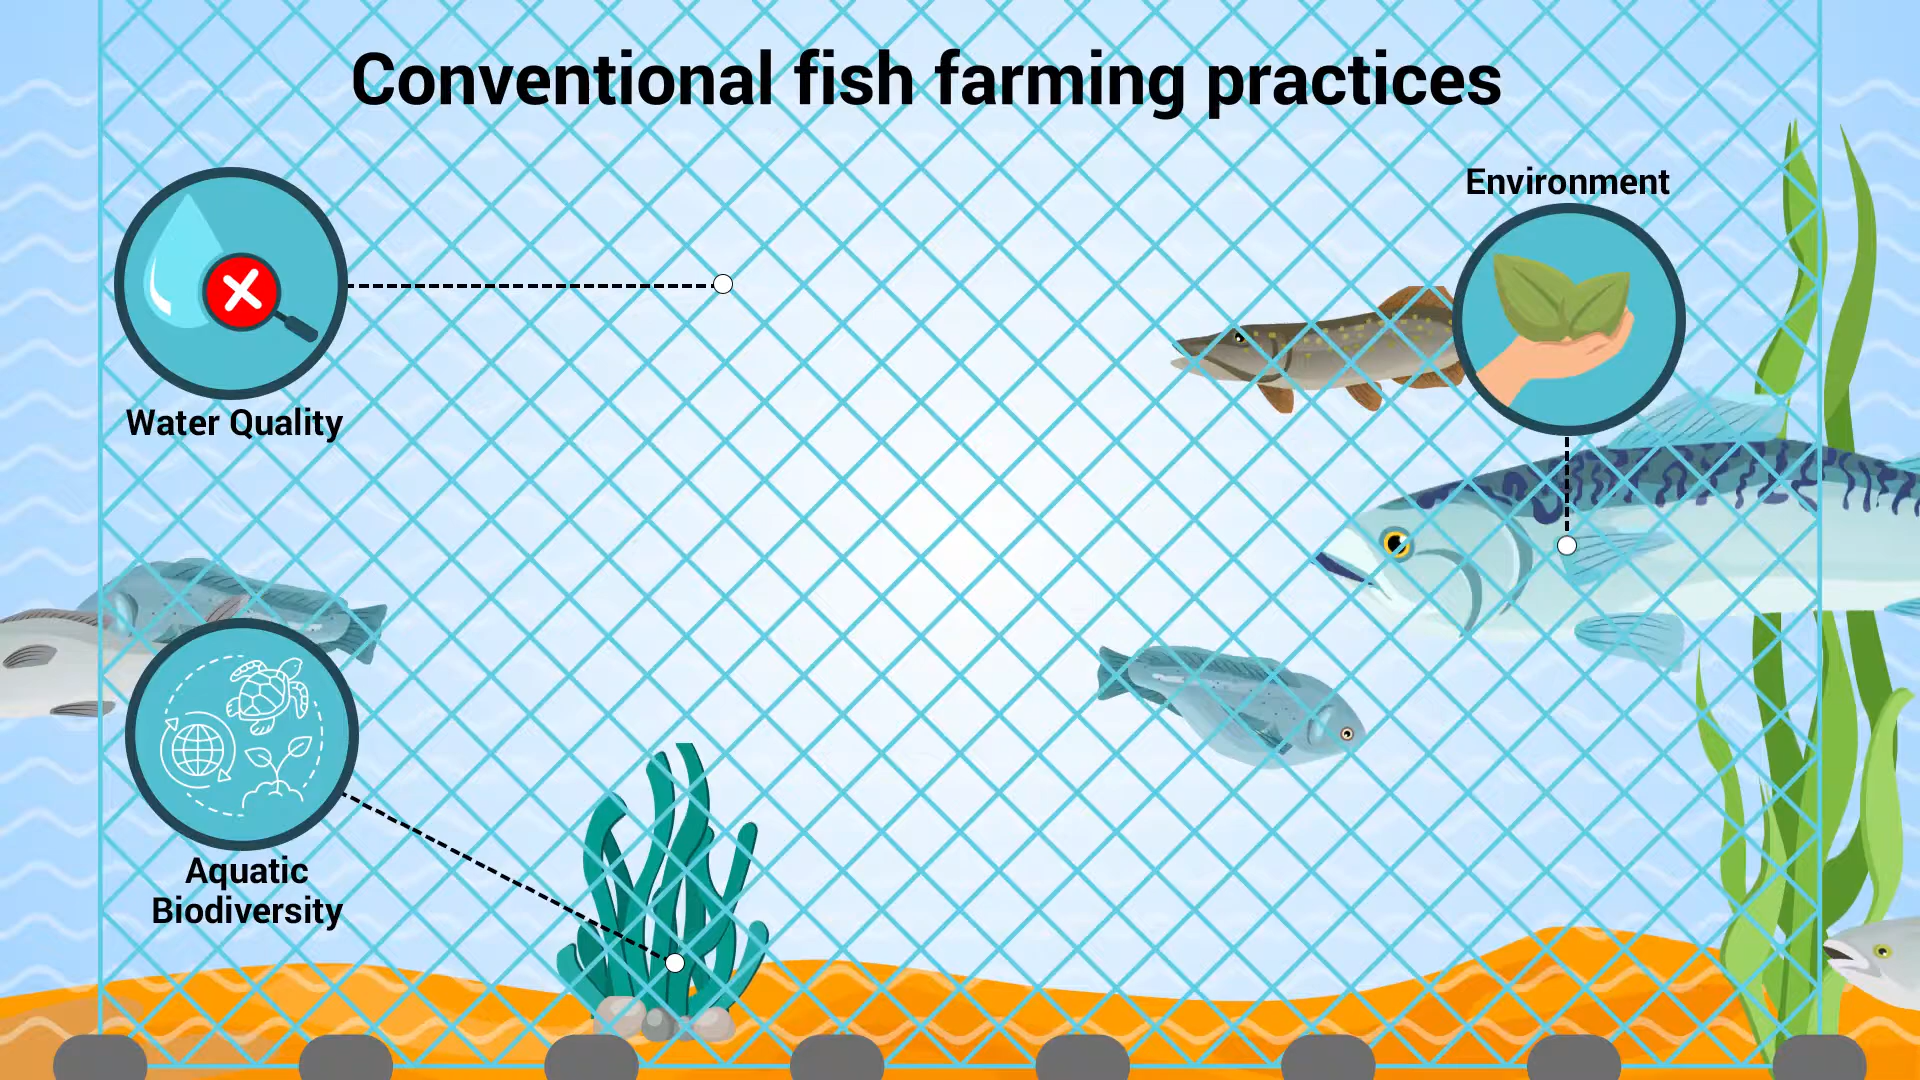 Conventional fish farming practices
Environment
Water Quality
Aquatic
Biodiversity